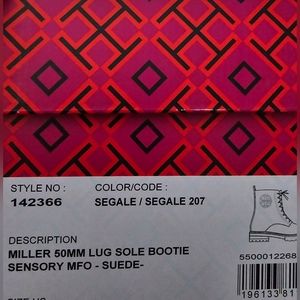 STYLE NO : COLOR/CODE :
142366 SEGALE / SEGALE 207
DESCRIPTION
MILLER 50MM LUG SOLE BOOTIE
SENSORY MFO - SUEDE-
5500012268
196133 81